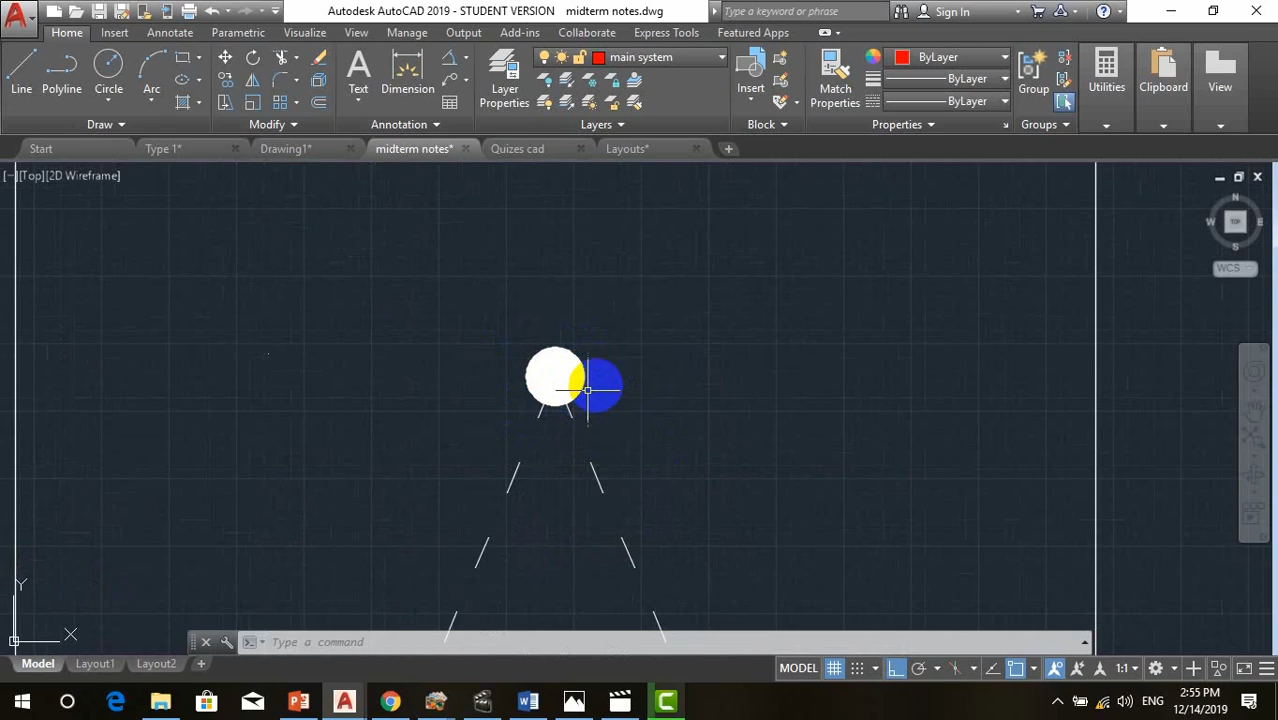 Autodesk AutoCAD 2019 - STUDENT VERSION midterm notes.dwg
Type a keyword or phrase
Sign In
Home Insert Annotate Parametric Visualize View Manage Output Add-ins Collaborate Express Tools Featured Apps
Line Polyline Circle Arc
Text Dimension
Layer Properties
main system
Insert
Match Properties
ByLayer
ByLayer
ByLayer
Group
Utilities
Clipboard
View
Draw Modify Annotation Layers Block Properties Groups
Start Type 1* Drawing1* midterm notes* Quizes cad Layouts*
[−][Top][2D Wireframe]
N
W TOP E
S
WCS
Y
X
Type a command
Model Layout1 Layout2
MODEL 1:1
ENG
2:55 PM
12/14/2019